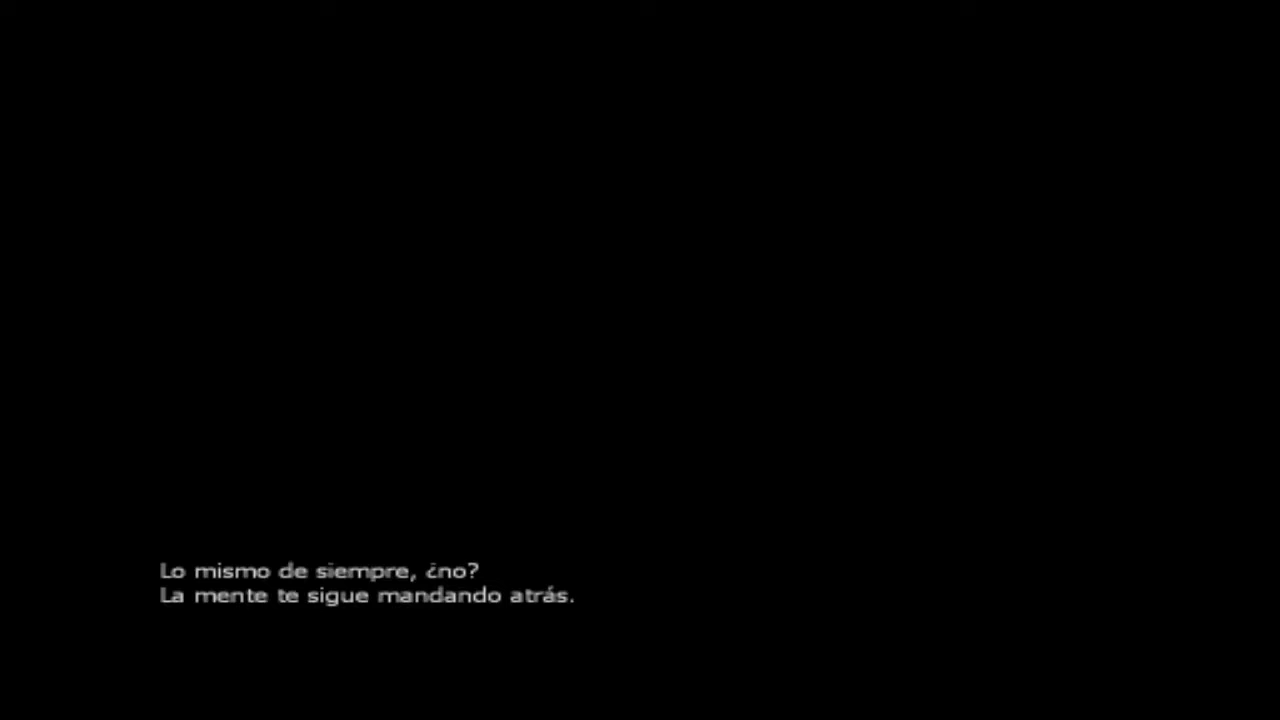 Lo mismo de siempre, ¿no?
La mente te sigue mandando atrás.